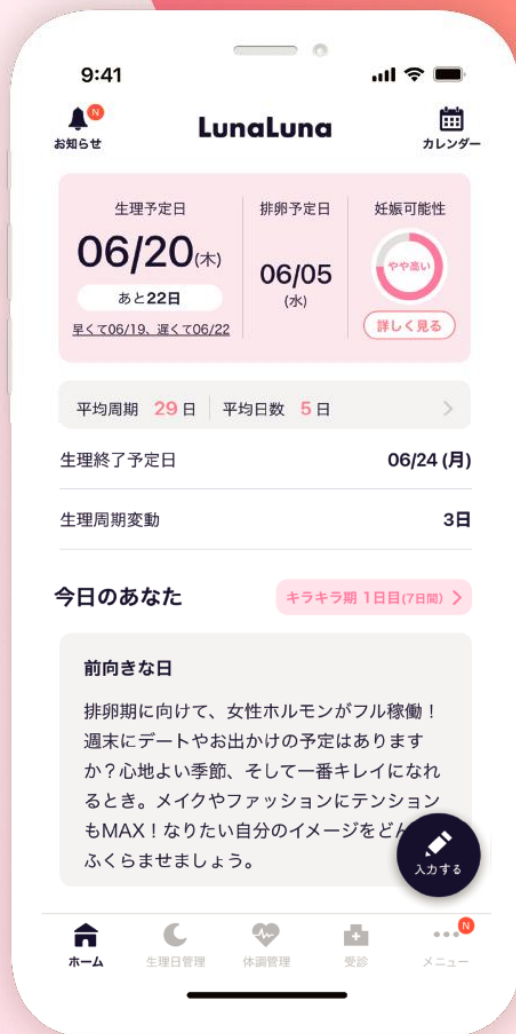 9:41
N
お知らせ
LunaLuna
カレンダー
生理予定日
06/20(木)
あと22日
早くて06/19、遅くて06/22
排卵予定日
06/05
(水)
妊娠可能性
やや高い
詳しく見る
平均周期 29日 平均日数 5日
生理終了予定日 06/24 (月)
生理周期変動 3日
今日のあなた キラキラ期 1日目(7日間)
前向きな日
排卵期に向けて、女性ホルモンがフル稼働！
週末にデートやお出かけの予定はあります
か？心地よい季節、そして一番キレイになれ
るとき。メイクやファッションにテンション
もMAX！なりたい自分のイメージをどん
ふくらませましょう。
入力する
ホーム
生理日管理
体調管理
受診
N
メニュー